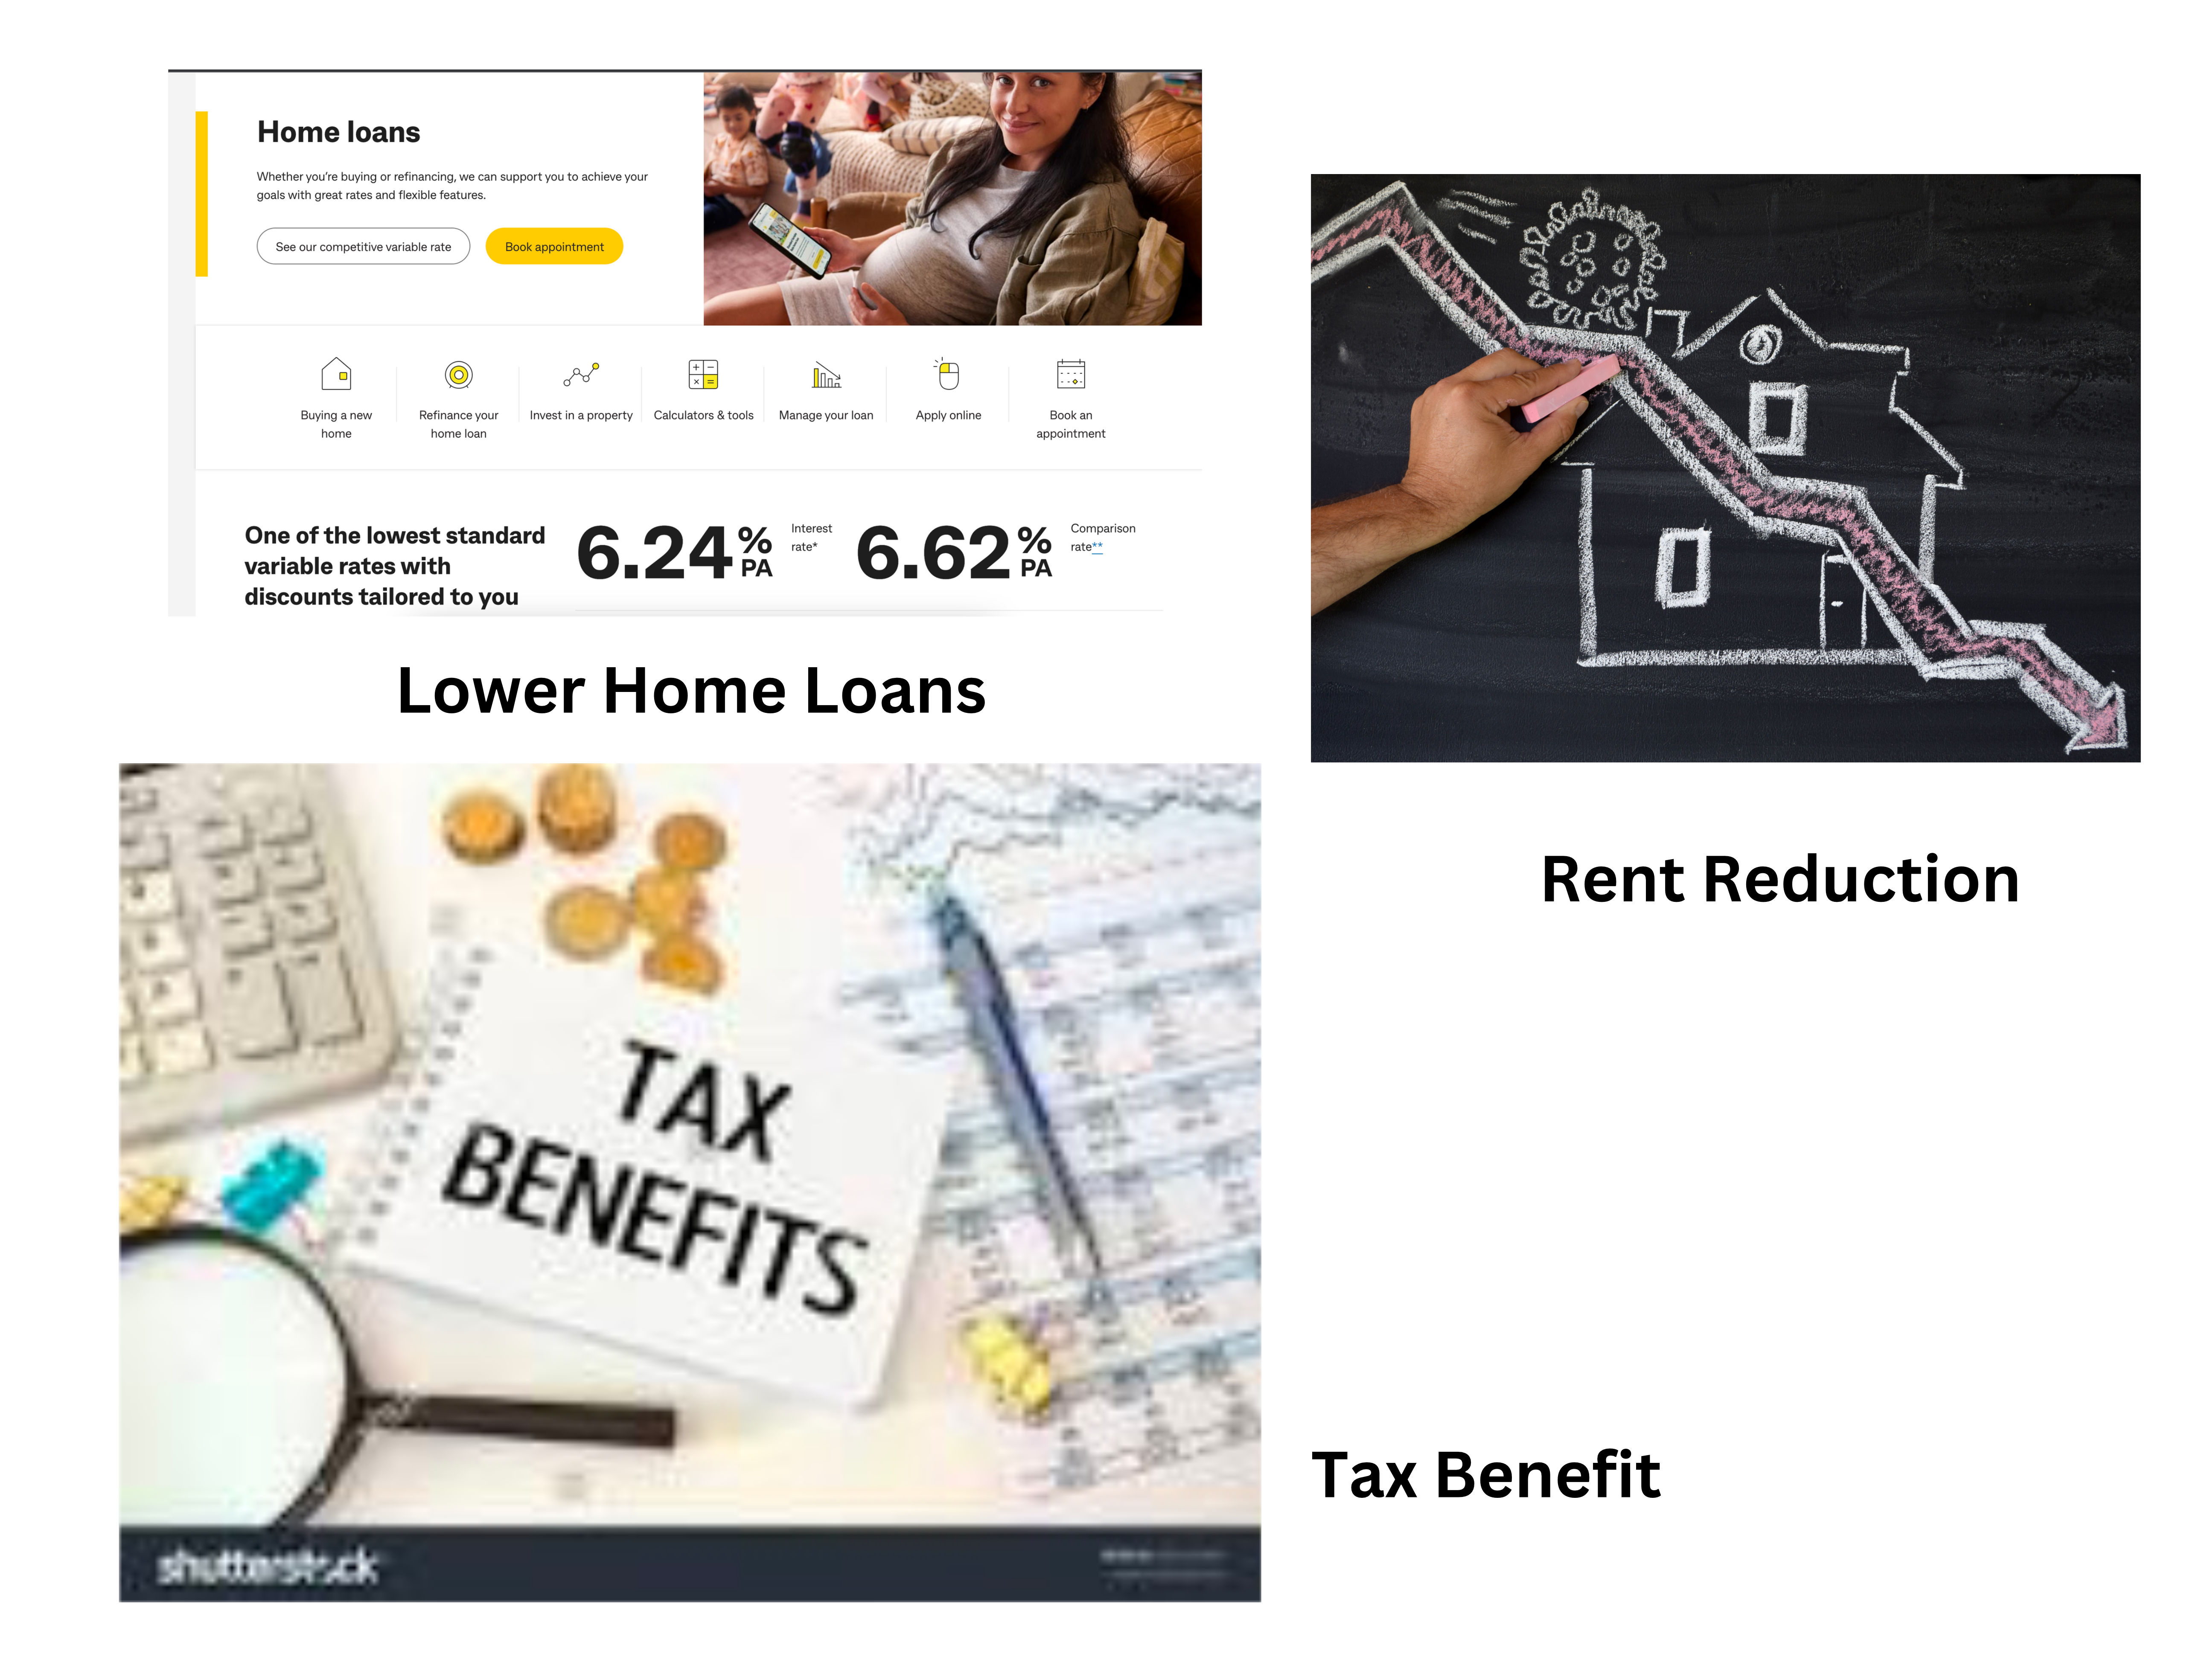 Home loans
Whether you're buying or refinancing, we can support you to achieve your
goals with great rates and flexible features.
See our competitive variable rate
Book appointment
Buying a new
home
Refinance your
home loan
Invest in a property
Calculators & tools
Manage your loan
Apply online
Book an
appointment
One of the lowest standard
variable rates with
discounts tailored to you
6.24% PA
Interest
rate*
6.62% PA
Comparison
rate**
Lower Home Loans
Rent Reduction
TAX
BENEFITS
shutterstock
Tax Benefit